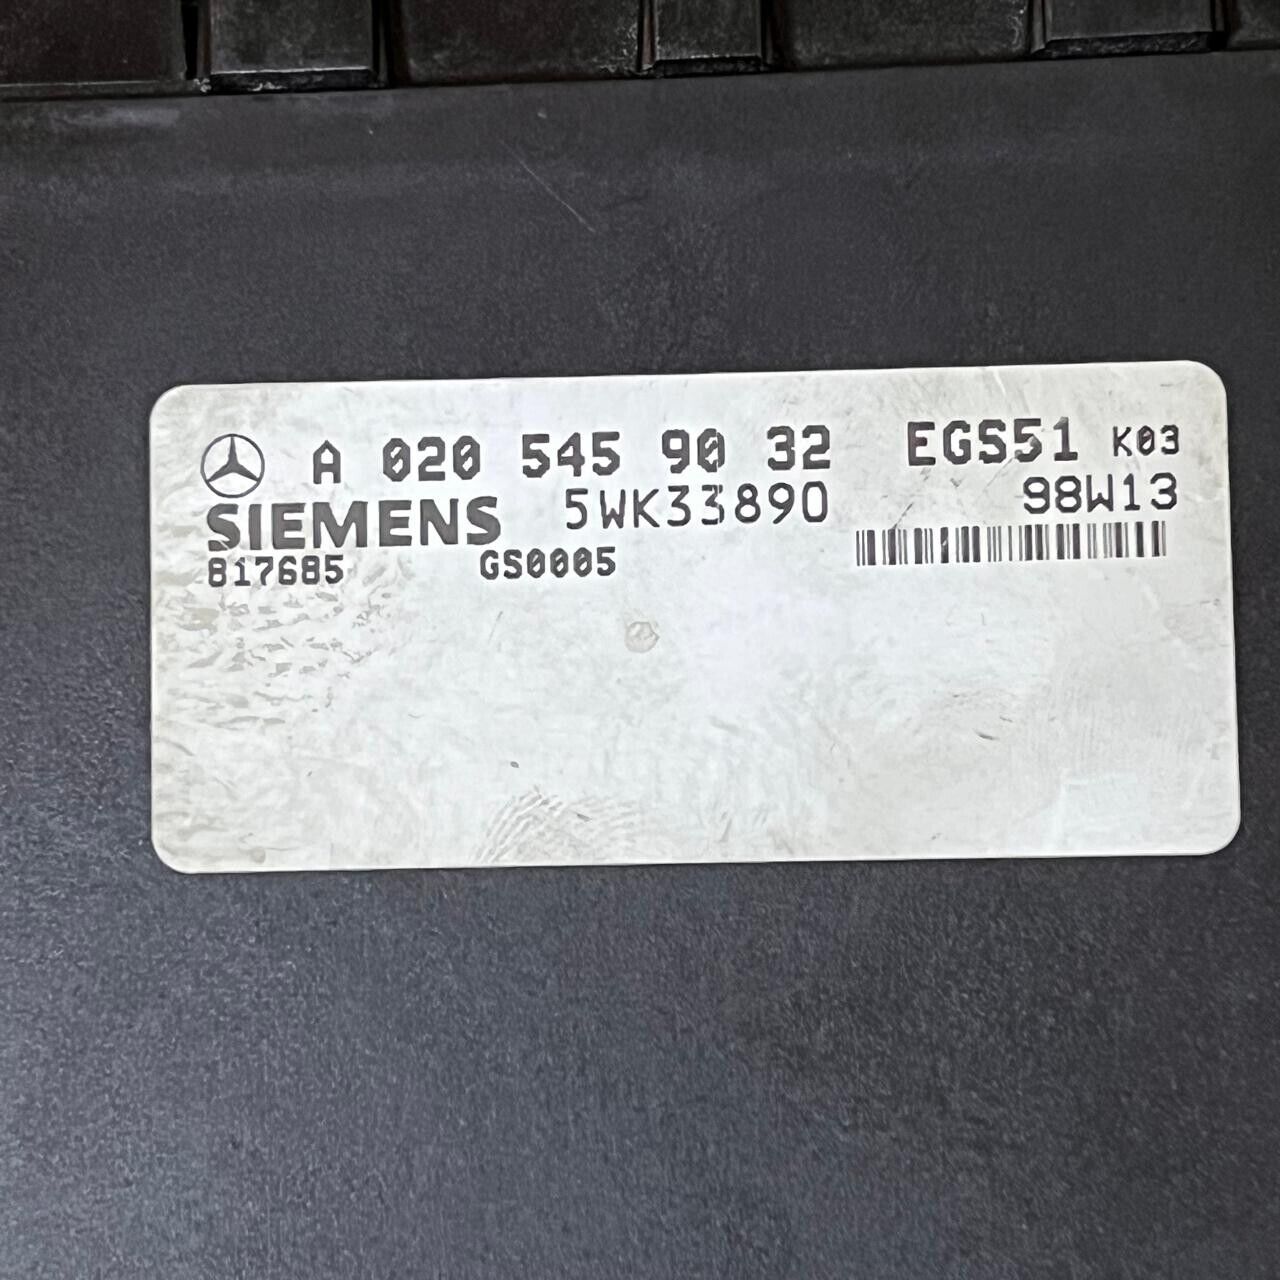 A 020 545 90 32 EGS51 K03
SIEMENS 5WK33890 98W13
817685 GS0005